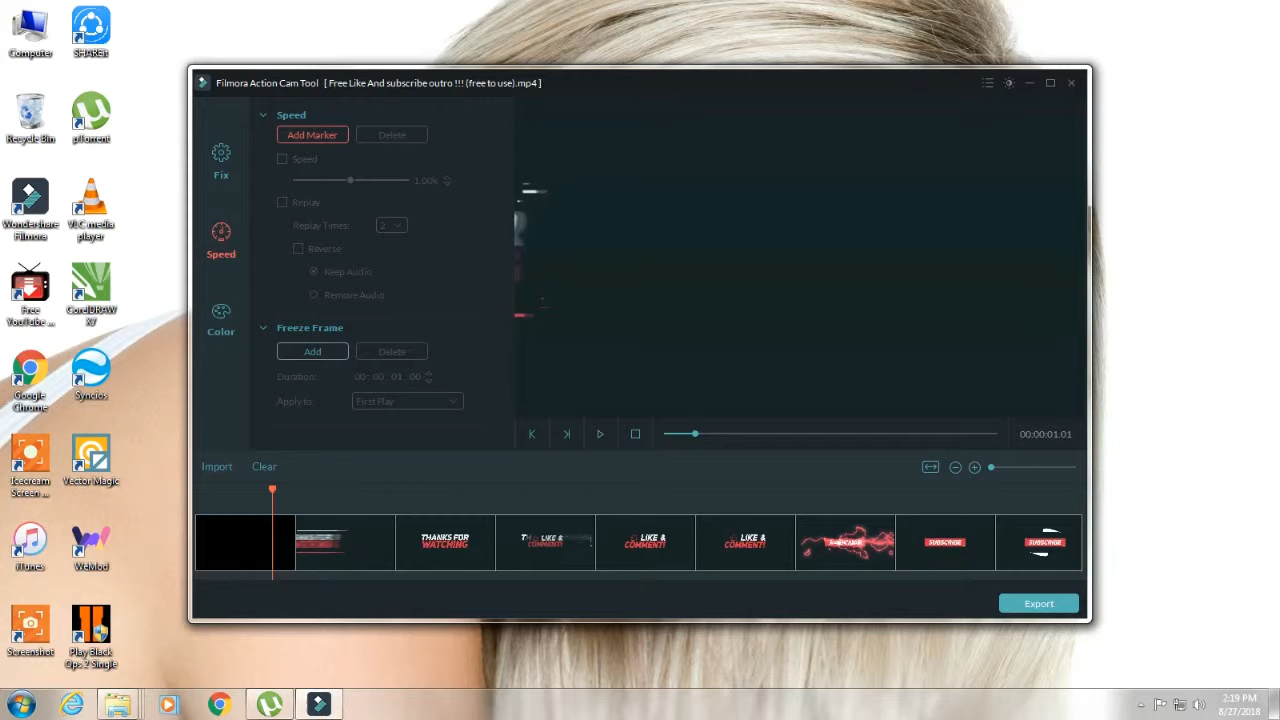 Computer
SHAREit
Recycle Bin
µTorrent
Wondershare
Filmora
VLC media
player
Free
YouTube ...
CorelDRAW
X7
Google
Chrome
Syncios
Icecream
Screen ...
Vector Magic
iTunes
WeMod
Screenshot
Play Black
Ops 2 Single
Filmora Action Cam Tool [ Free Like And subscribe outro !!! (free to use).mp4 ]
Fix
Speed
Color
Speed
Add Marker
Delete
Speed
1.00x
Replay
Replay Times:
2
Reverse
Keep Audio
Remove Audio
Freeze Frame
Add
Delete
Duration:
00 : 00 : 01 . 00
Apply to:
First Play
00:00:01.01
Import
Clear
THANKS FOR
WATCHING
LIKE &
COMMENT!
LIKE &
COMMENT!
LIKE &
COMMENT!
SUBSCRIBE
SUBSCRIBE
SUBSCRIBE
Export
2:19 PM
8/27/2018